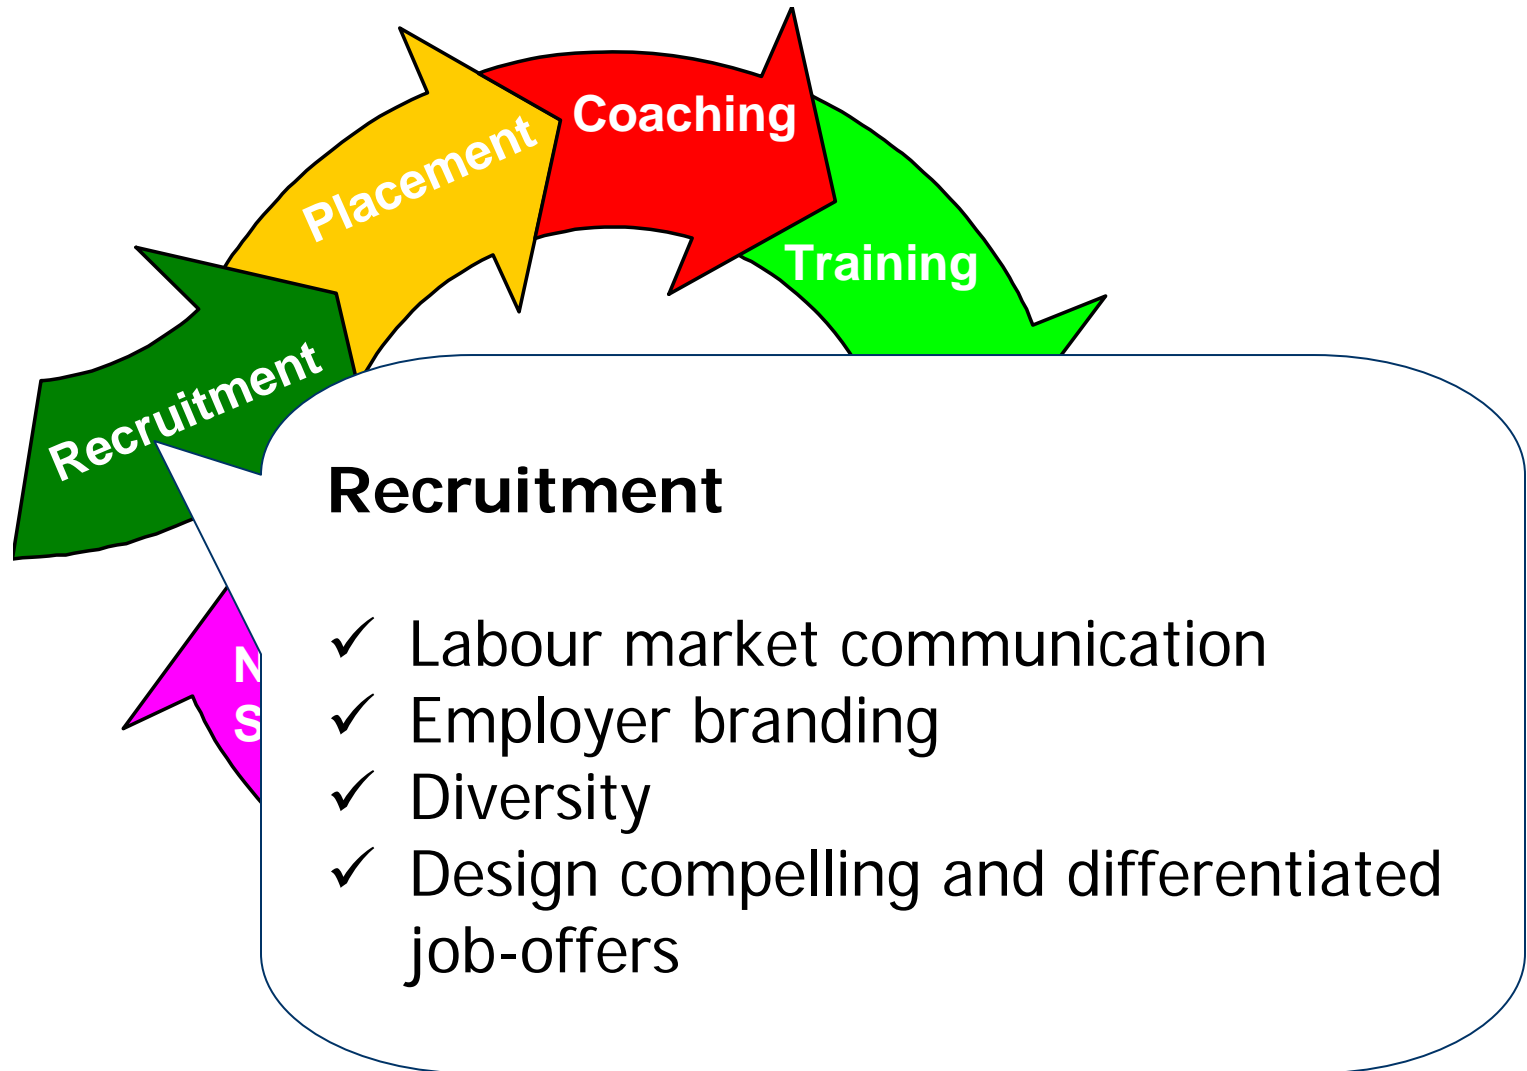 Coaching
Placement
Training
Recruitment
Recruitment
✓ Labour market communication
✓ Employer branding
✓ Diversity
✓ Design compelling and differentiated
job-offers